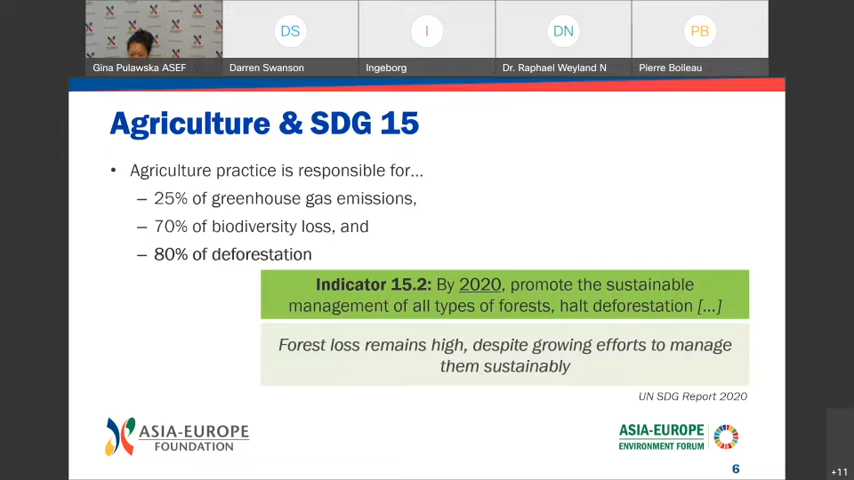 DS
I
DN
PB
Gina Pulawska ASEF
Darren Swanson
Ingeborg
Dr. Raphael Weyland N
Pierre Boileau
Agriculture & SDG 15
• Agriculture practice is responsible for...
– 25% of greenhouse gas emissions,
– 70% of biodiversity loss, and
– 80% of deforestation
Indicator 15.2: By 2020, promote the sustainable
management of all types of forests, halt deforestation [...]
Forest loss remains high, despite growing efforts to manage
them sustainably
UN SDG Report 2020
ASIA-EUROPE
FOUNDATION
ASIA-EUROPE
ENVIRONMENT FORUM
6
+11